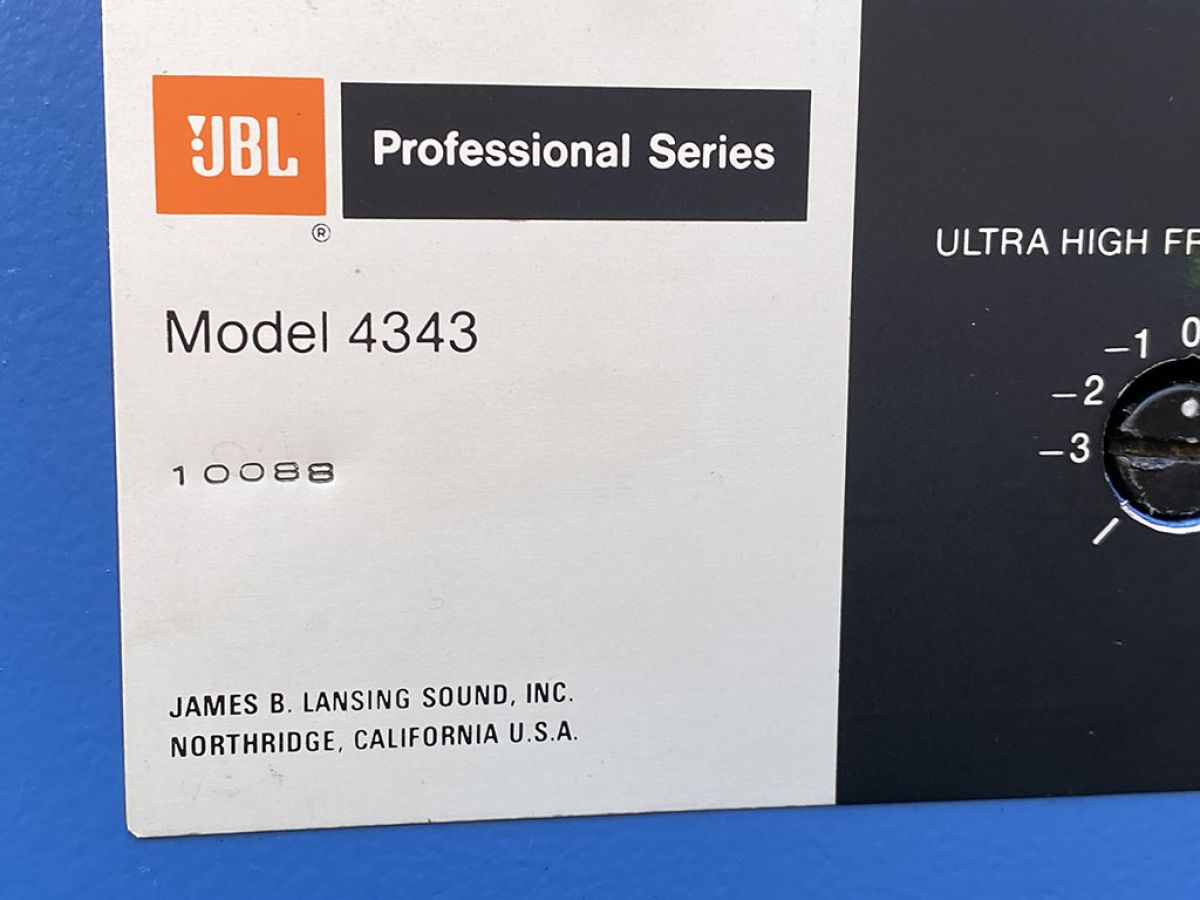 JBL
Professional Series
®
Model 4343
10088
JAMES B. LANSING SOUND, INC.
NORTHRIDGE, CALIFORNIA U.S.A.
ULTRA HIGH FR
0
–1
–2
–3